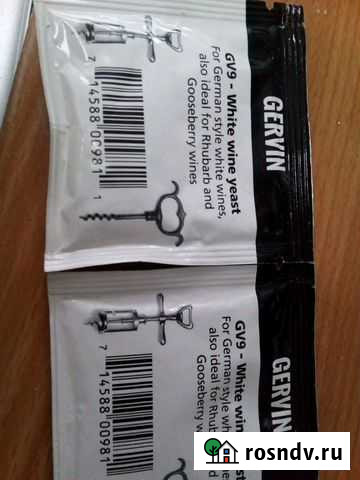 GERVIN
GV9 - White wine yeast
For German style white wines,
also ideal for Rhubarb and
Gooseberry wines
7 14588 00981 1
GERVIN
GV9 - White wine
For German style white
also ideal for Rhub
Gooseberry w
7 14588 00981
rosndv.ru